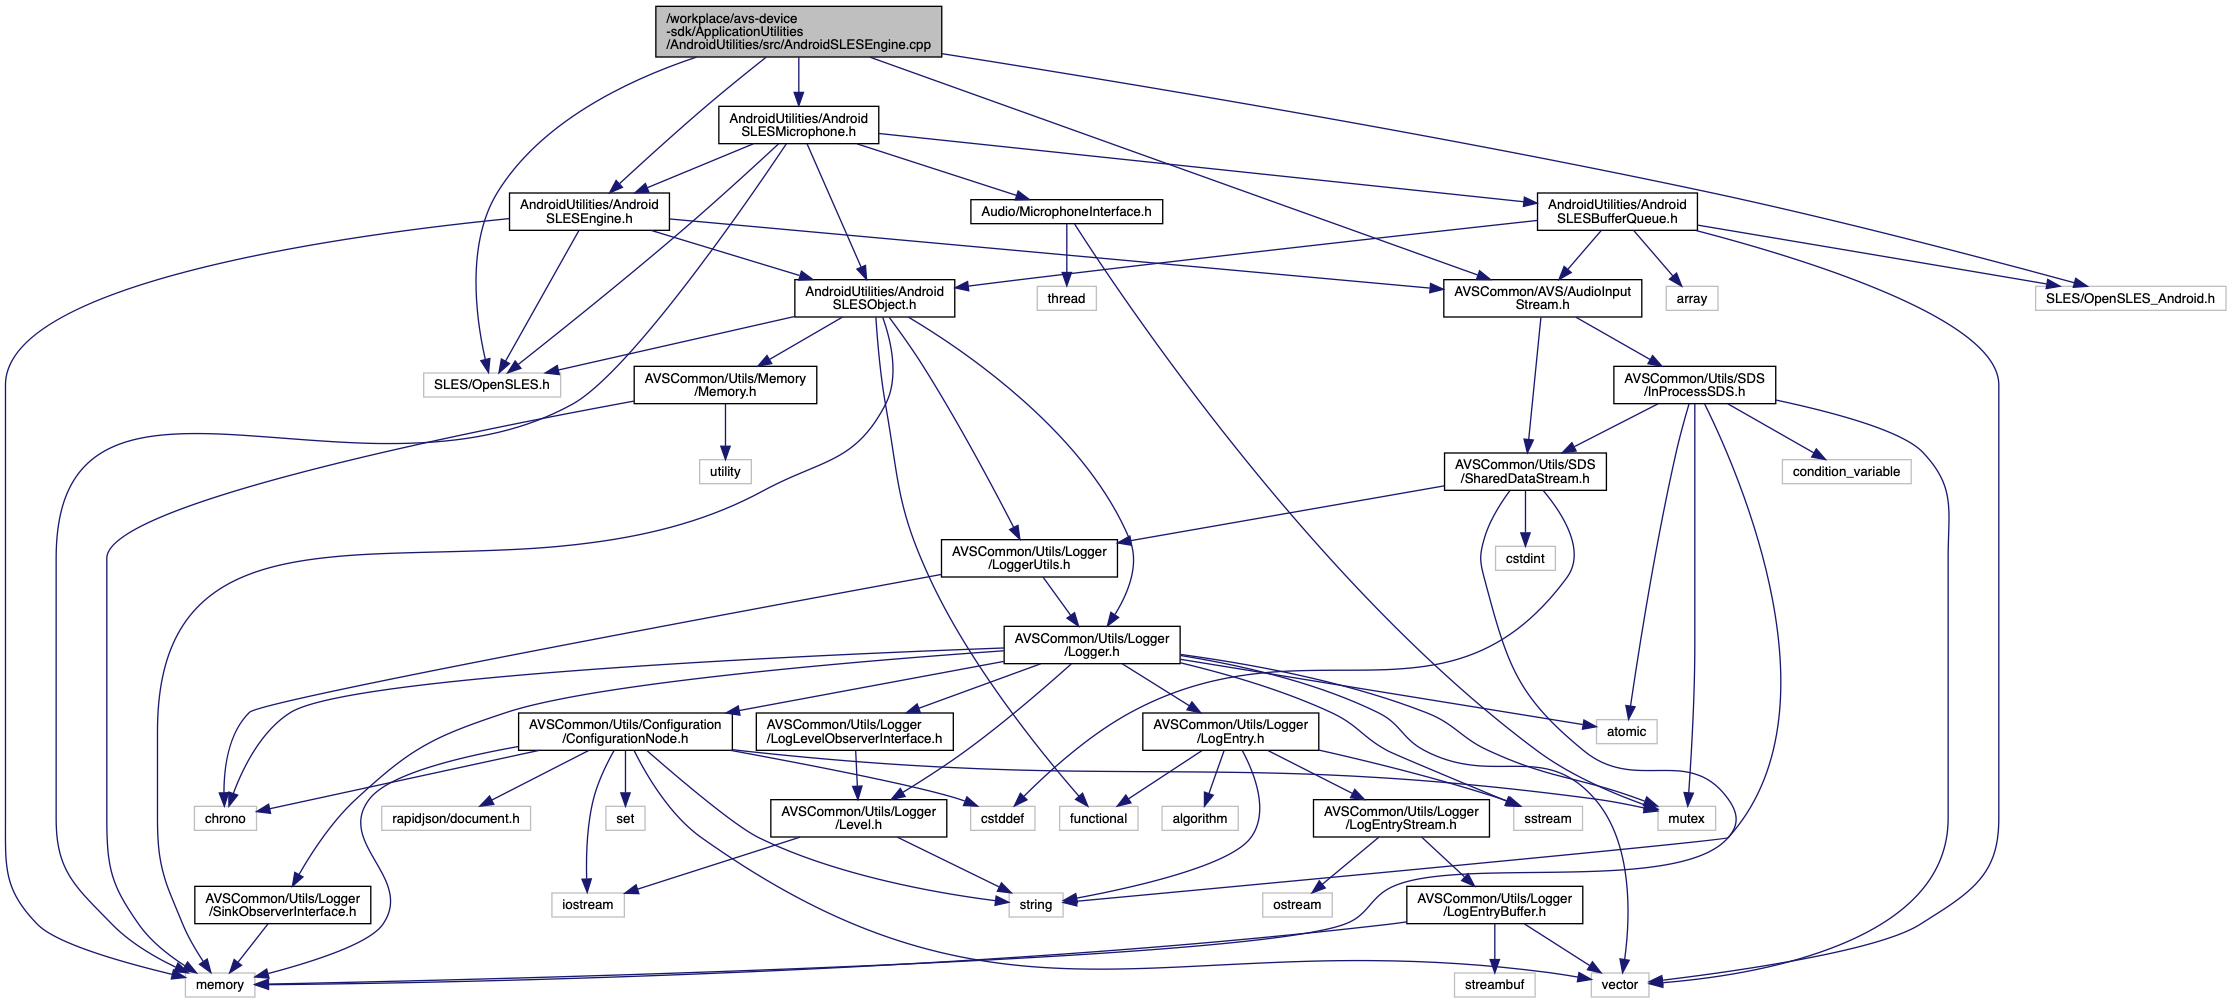 /workplace/avs-device
-sdk/ApplicationUtilities
/AndroidUtilities/src/AndroidSLESEngine.cpp
AndroidUtilities/Android
SLESMicrophone.h
AndroidUtilities/Android
SLESEngine.h
Audio/MicrophoneInterface.h
AndroidUtilities/Android
SLESBufferQueue.h
AndroidUtilities/Android
SLESObject.h
thread
AVSCommon/AVS/AudioInput
Stream.h
array
SLES/OpenSLES_Android.h
SLES/OpenSLES.h
AVSCommon/Utils/Memory
/Memory.h
AVSCommon/Utils/SDS
/InProcessSDS.h
utility
AVSCommon/Utils/SDS
/SharedDataStream.h
condition_variable
AVSCommon/Utils/Logger
/LoggerUtils.h
cstdint
AVSCommon/Utils/Logger
/Logger.h
AVSCommon/Utils/Configuration
/ConfigurationNode.h
AVSCommon/Utils/Logger
/LogLevelObserverInterface.h
AVSCommon/Utils/Logger
/LogEntry.h
atomic
chrono
rapidjson/document.h
set
AVSCommon/Utils/Logger
/Level.h
cstddef
functional
algorithm
AVSCommon/Utils/Logger
/LogEntryStream.h
sstream
mutex
AVSCommon/Utils/Logger
/SinkObserverInterface.h
iostream
string
ostream
AVSCommon/Utils/Logger
/LogEntryBuffer.h
memory
streambuf
vector